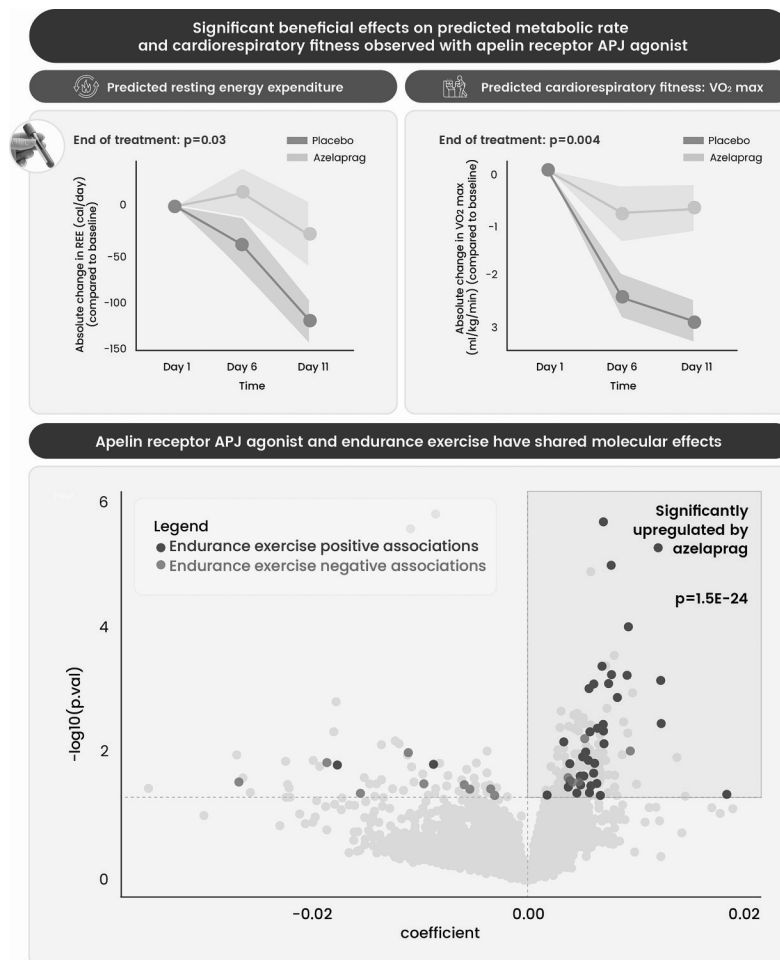 Significant beneficial effects on predicted metabolic rate
and cardiorespiratory fitness observed with apelin receptor APJ agonist
Predicted resting energy expenditure
End of treatment: p=0.03
Placebo
Azelaprag
Absolute change in REE (cal/day)
(compared to baseline)
0
-50
-100
-150
Day 1
Day 6
Day 11
Time
Predicted cardiorespiratory fitness: VO₂ max
End of treatment: p=0.004
Placebo
Azelaprag
Absolute change in VO2 max
(ml/kg/min) (compared to baseline)
0
-1
-2
3
Day 1
Day 6
Day 11
Time
Apelin receptor APJ agonist and endurance exercise have shared molecular effects
Legend
Endurance exercise positive associations
Endurance exercise negative associations
Significantly
upregulated by
azelaprag
p=1.5E-24
-log10(p.val)
6
4
2
0
-0.02
0.00
0.02
coefficient